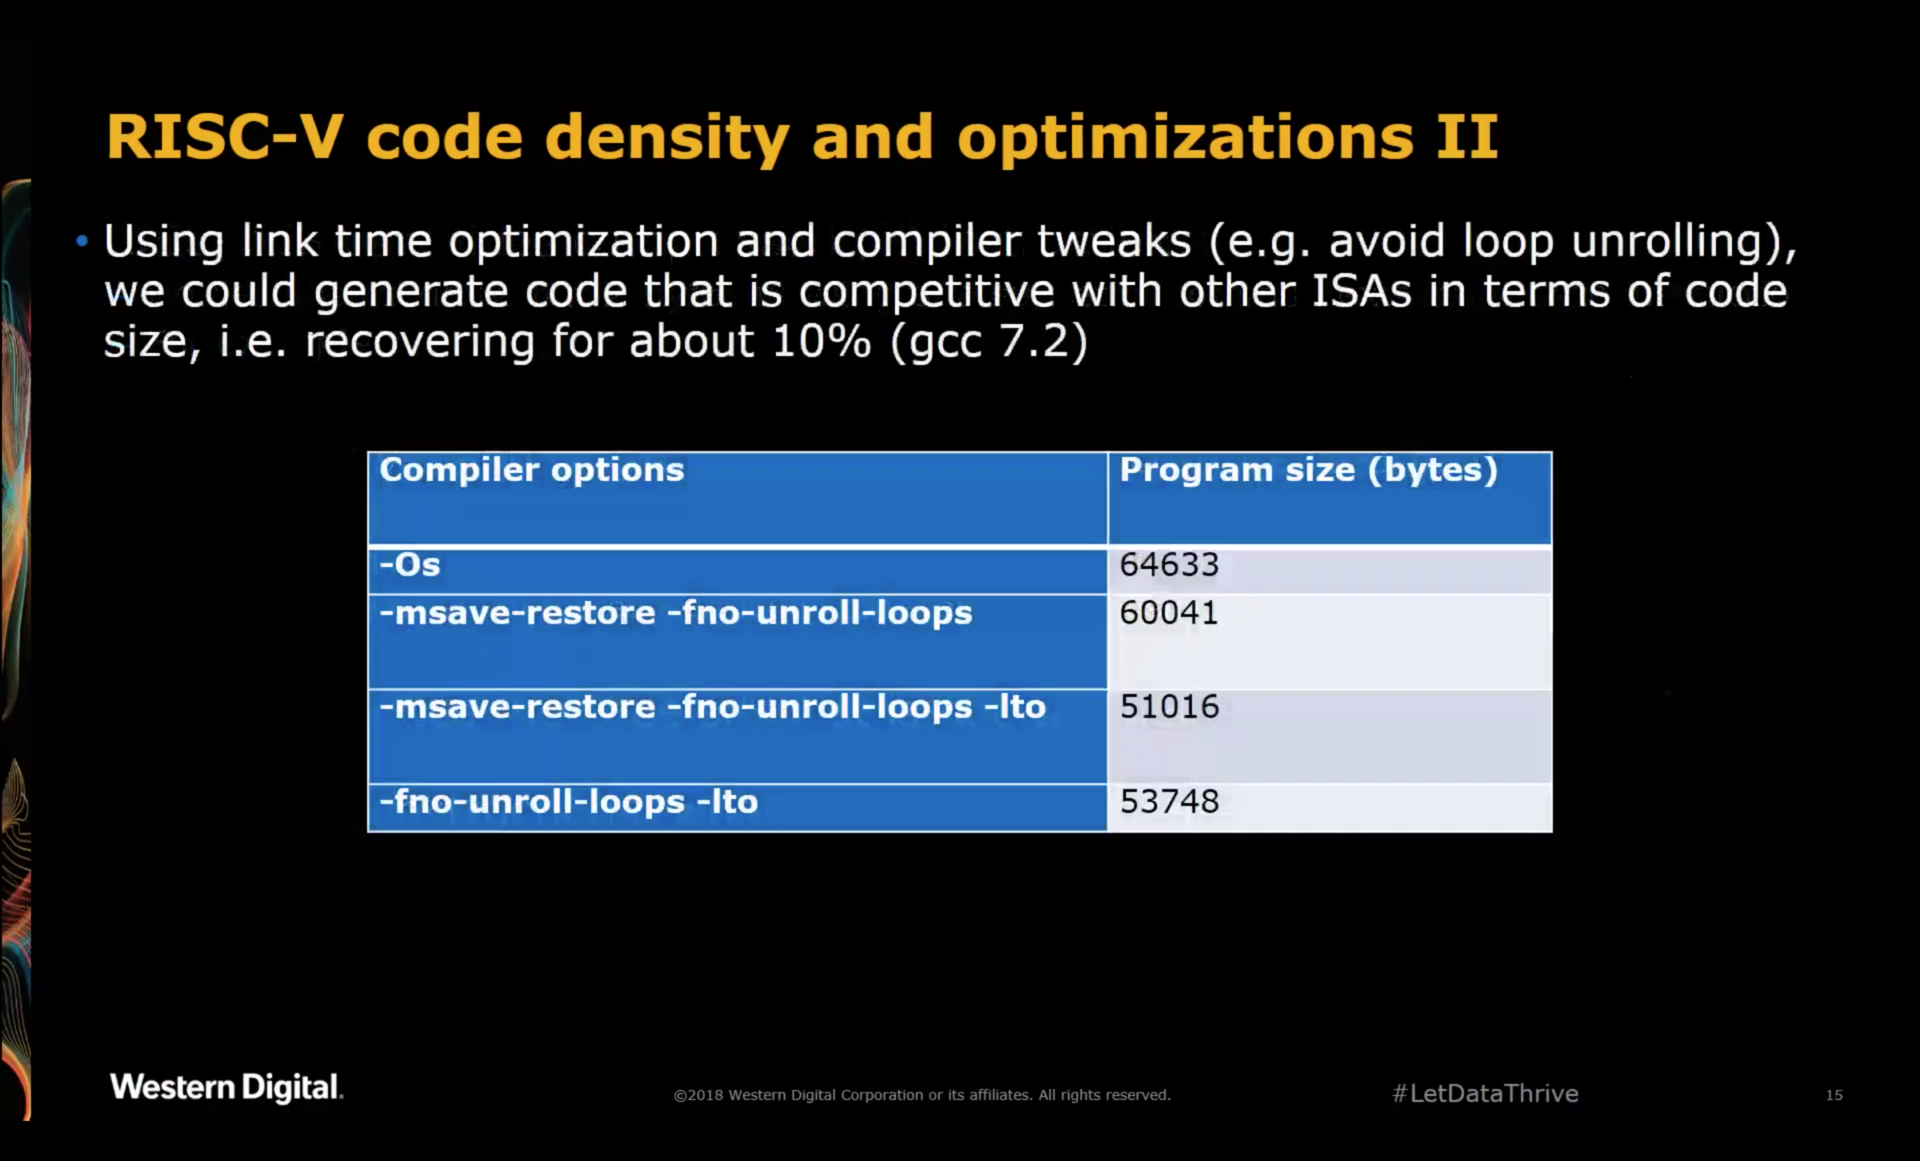 RISC-V code density and optimizations II
• Using link time optimization and compiler tweaks (e.g. avoid loop unrolling),
we could generate code that is competitive with other ISAs in terms of code
size, i.e. recovering for about 10% (gcc 7.2)
Compiler options Program size (bytes)
-Os 64633
-msave-restore -fno-unroll-loops 60041
-msave-restore -fno-unroll-loops -lto 51016
-fno-unroll-loops -lto 53748
Western Digital.
©2018 Western Digital Corporation or its affiliates. All rights reserved.
#LetDataThrive
15